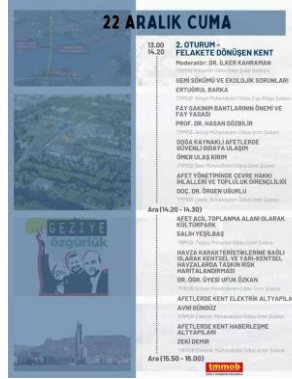 22 ARALIK CUMA
13.00
14.20
2. OTURUM -
FELAKETE DÖNÜŞEN KENT
Moderatör: DR. İLKER KAHRAMAN
GEMİ SÖKÜMÜ VE EKOLOJİK SORUNLARI
ERTUĞRUL BARKA
FAY SAKINIM BANTLARININ ÖNEMİ VE
FAY YASASI
PROF. DR. HASAN SÖZBİLİR
DOĞA KAYNAKLI AFETLERDE
GÜVENLİ GIDAYA ULAŞIM
ÖMER ULAŞ KIRIM
AFET YÖNETİMİNDE ÇEVRE HAKKI
İHLALLERİ VE TOPLULUK DİRENÇLİLİĞİ
DOÇ. DR. ÖRGEN UĞURLU
Ara (14.20 - 14.30)
AFET ACİL TOPLANMA ALANI OLARAK
KÜLTÜRPARK
SALİH YEŞİLBAŞ
HAVZA KARAKTERİSTİKLERİNE BAĞLI
OLARAK KENTSEL VE YARI-KENTSEL
HAVZALARDA TAŞKIN RİSK
HARİTALANDIRMASI
DR. ÖĞR. ÜYESİ UFUK ÖZKAN
AFETLERDE KENT ELEKTRİK ALTYAPILA
AVNİ GÜNDÜZ
AFETLERDE KENT HABERLEŞME
ALTYAPILARI
ZEKİ DEMİR
Ara (15.50 - 16.00)
GEZİYE
özgürlük
tmmob